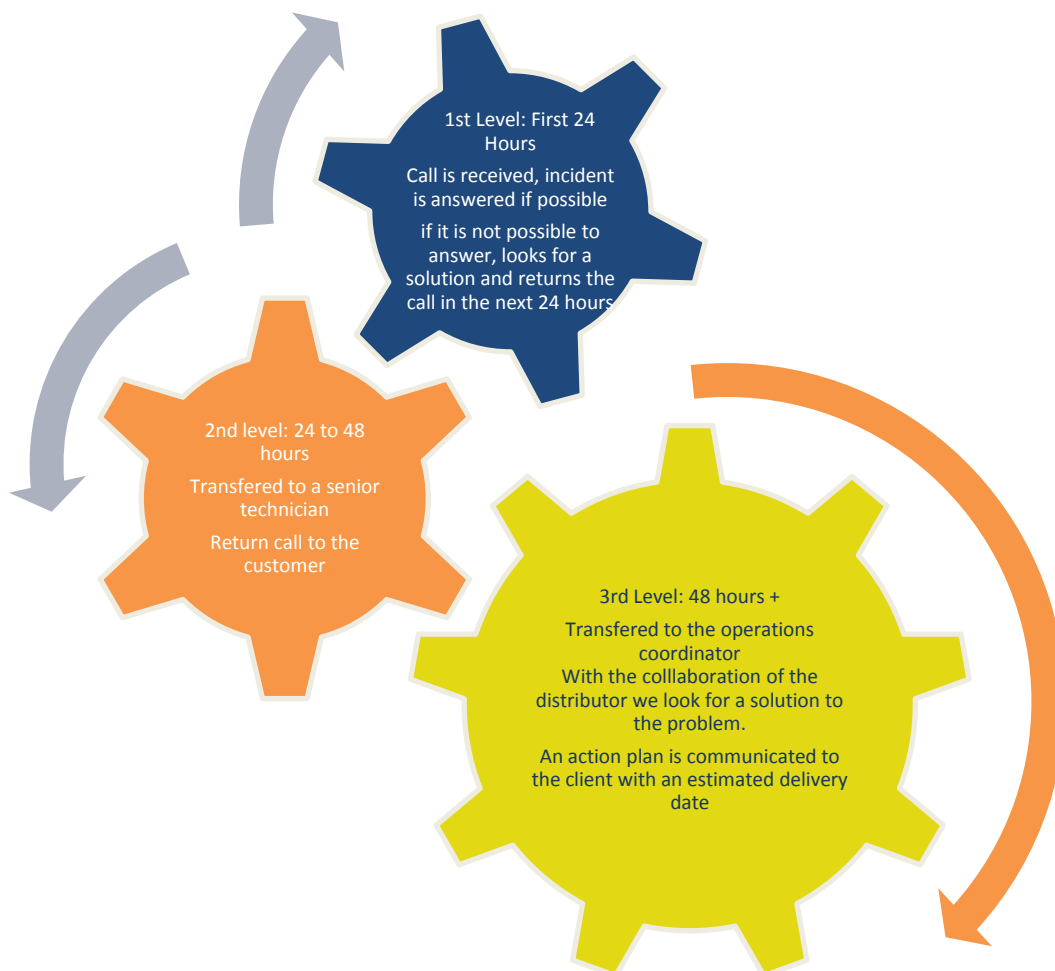 1st Level: First 24
Hours
Call is received, incident
is answered if possible
if it is not possible to
answer, looks for a
solution and returns the
call in the next 24 hours
2nd level: 24 to 48
hours
Transfered to a senior
technician
Return call to the
customer
3rd Level: 48 hours +
Transfered to the operations
coordinator
With the colllaboration of the
distributor we look for a solution to
the problem.
An action plan is communicated to
the client with an estimated delivery
date